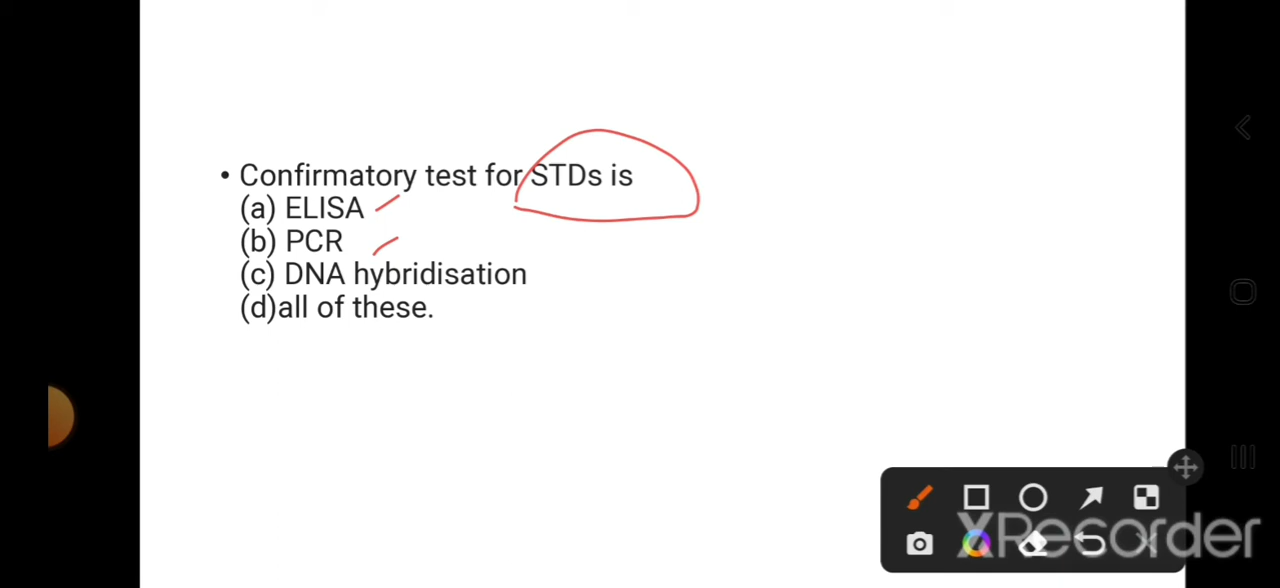 • Confirmatory test for STDs is
(a) ELISA
(b) PCR
(c) DNA hybridisation
(d)all of these.
XRecorder